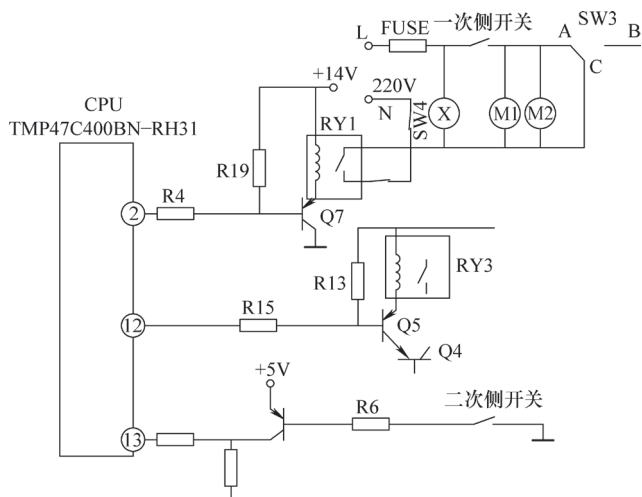 L FUSE 一次侧开关 A SW3 B
C
+14V
220V
N
SW4
X M1 M2
CPU
TMP47C400BN-RH31
RY1
R19
2 R4
Q7
R13
RY3
12 R15
Q5
Q4
+5V
13
R6
二次侧开关